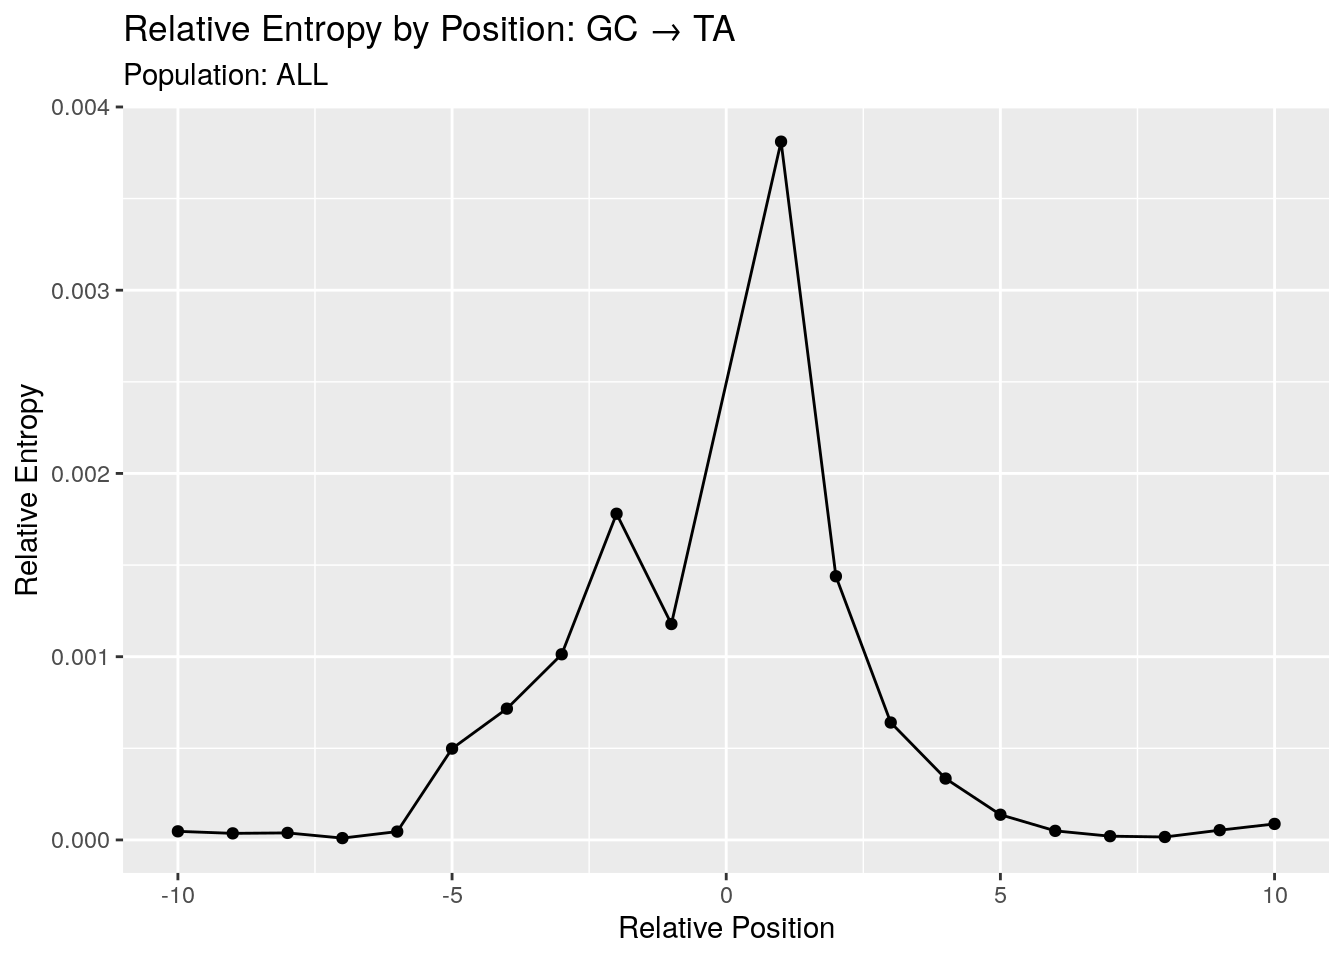 Relative Entropy by Position: GC → TA
Population: ALL
0.004
0.003
0.002
0.001
0.000
Relative Entropy
-10 -5 0 5 10
Relative Position